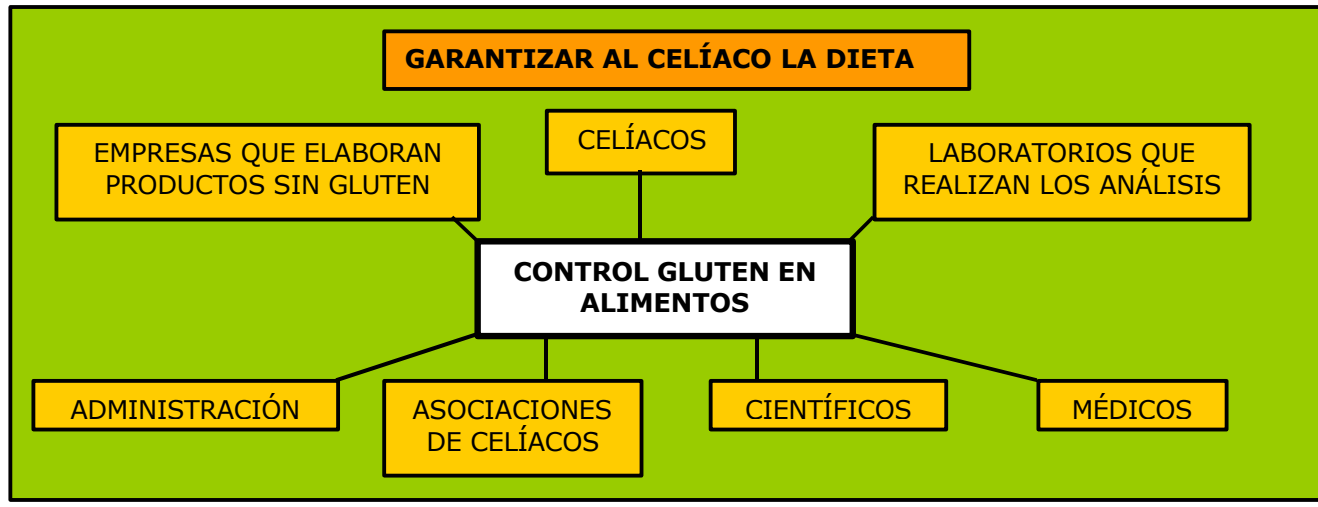 GARANTIZAR AL CELÍACO LA DIETA
EMPRESAS QUE ELABORAN
PRODUCTOS SIN GLUTEN
CELÍACOS
LABORATORIOS QUE
REALIZAN LOS ANÁLISIS
CONTROL GLUTEN EN
ALIMENTOS
ADMINISTRACIÓN
ASOCIACIONES
DE CELÍACOS
CIENTÍFICOS
MÉDICOS